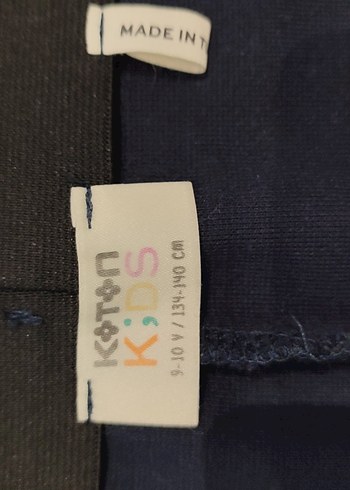 MADE IN T
KOTON
KiDS
9-10 Y / 134-140 cm